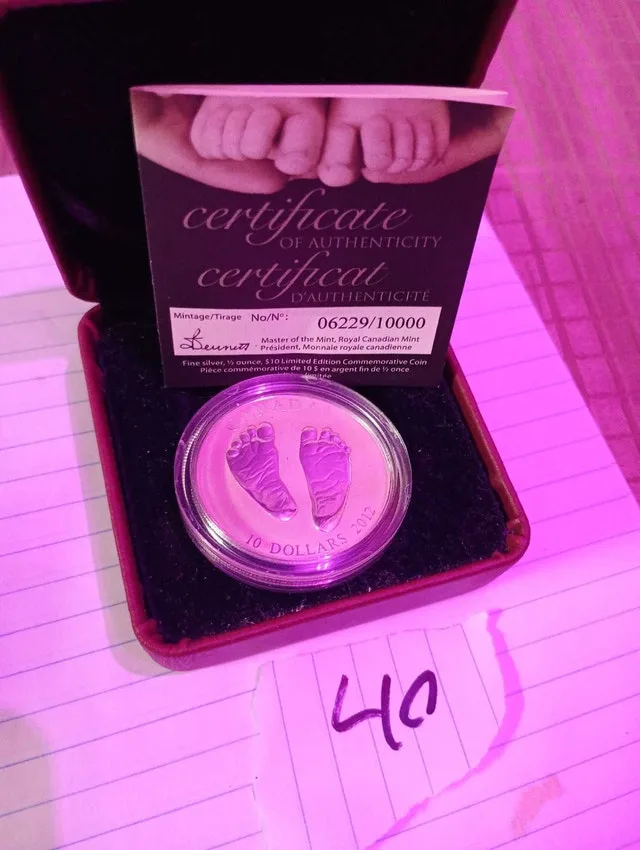 certificate
OF AUTHENTICITY
certificat
D'AUTHENTICITÉ
Mintage/Tirage No/Nº: 06229/10000
Master of the Mint, Royal Canadian Mint
Président, Monnaie royale canadienne
Fine silver, ½ ounce, $10 Limited Edition Commemorative Coin
Pièce commémorative de 10 $ en argent fin de ½ once
CANADA
10 DOLLARS 2012
40